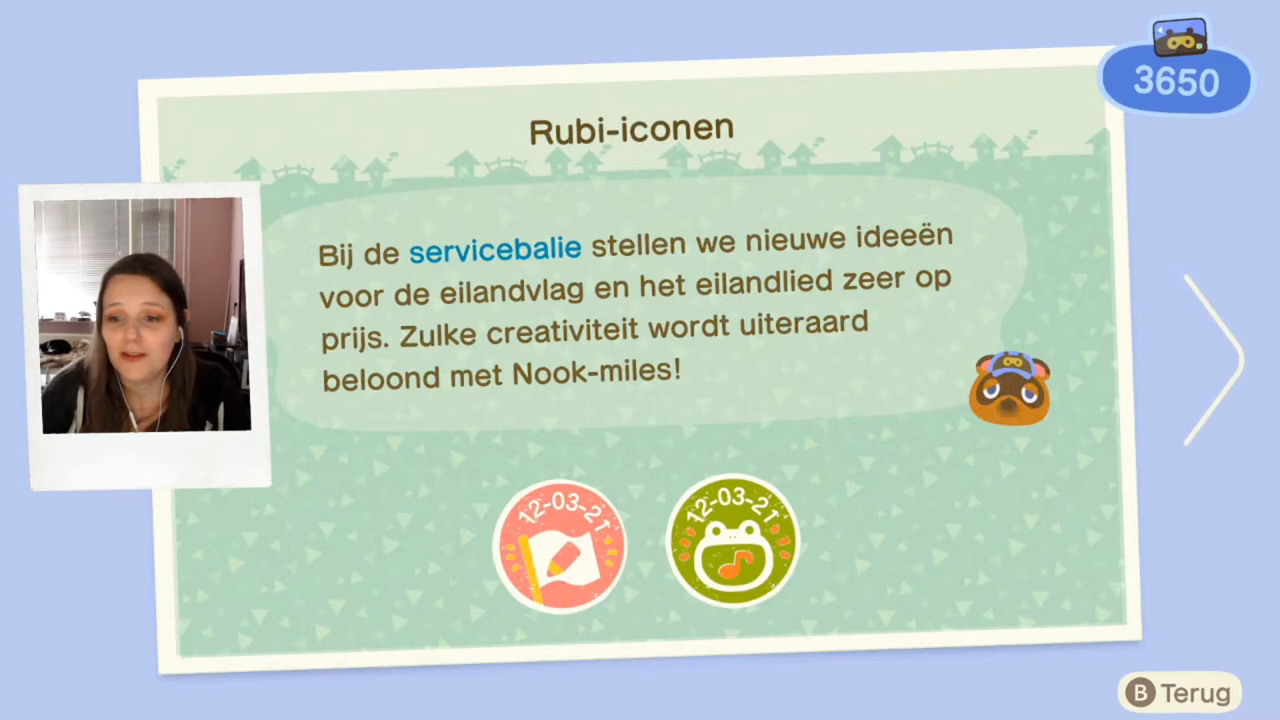 3650
Rubi-iconen
Bij de servicebalie stellen we nieuwe ideeën
voor de eilandvlag en het eilandlied zeer op
prijs. Zulke creativiteit wordt uiteraard
beloond met Nook-miles!
12-03-21
12-03-21
B Terug